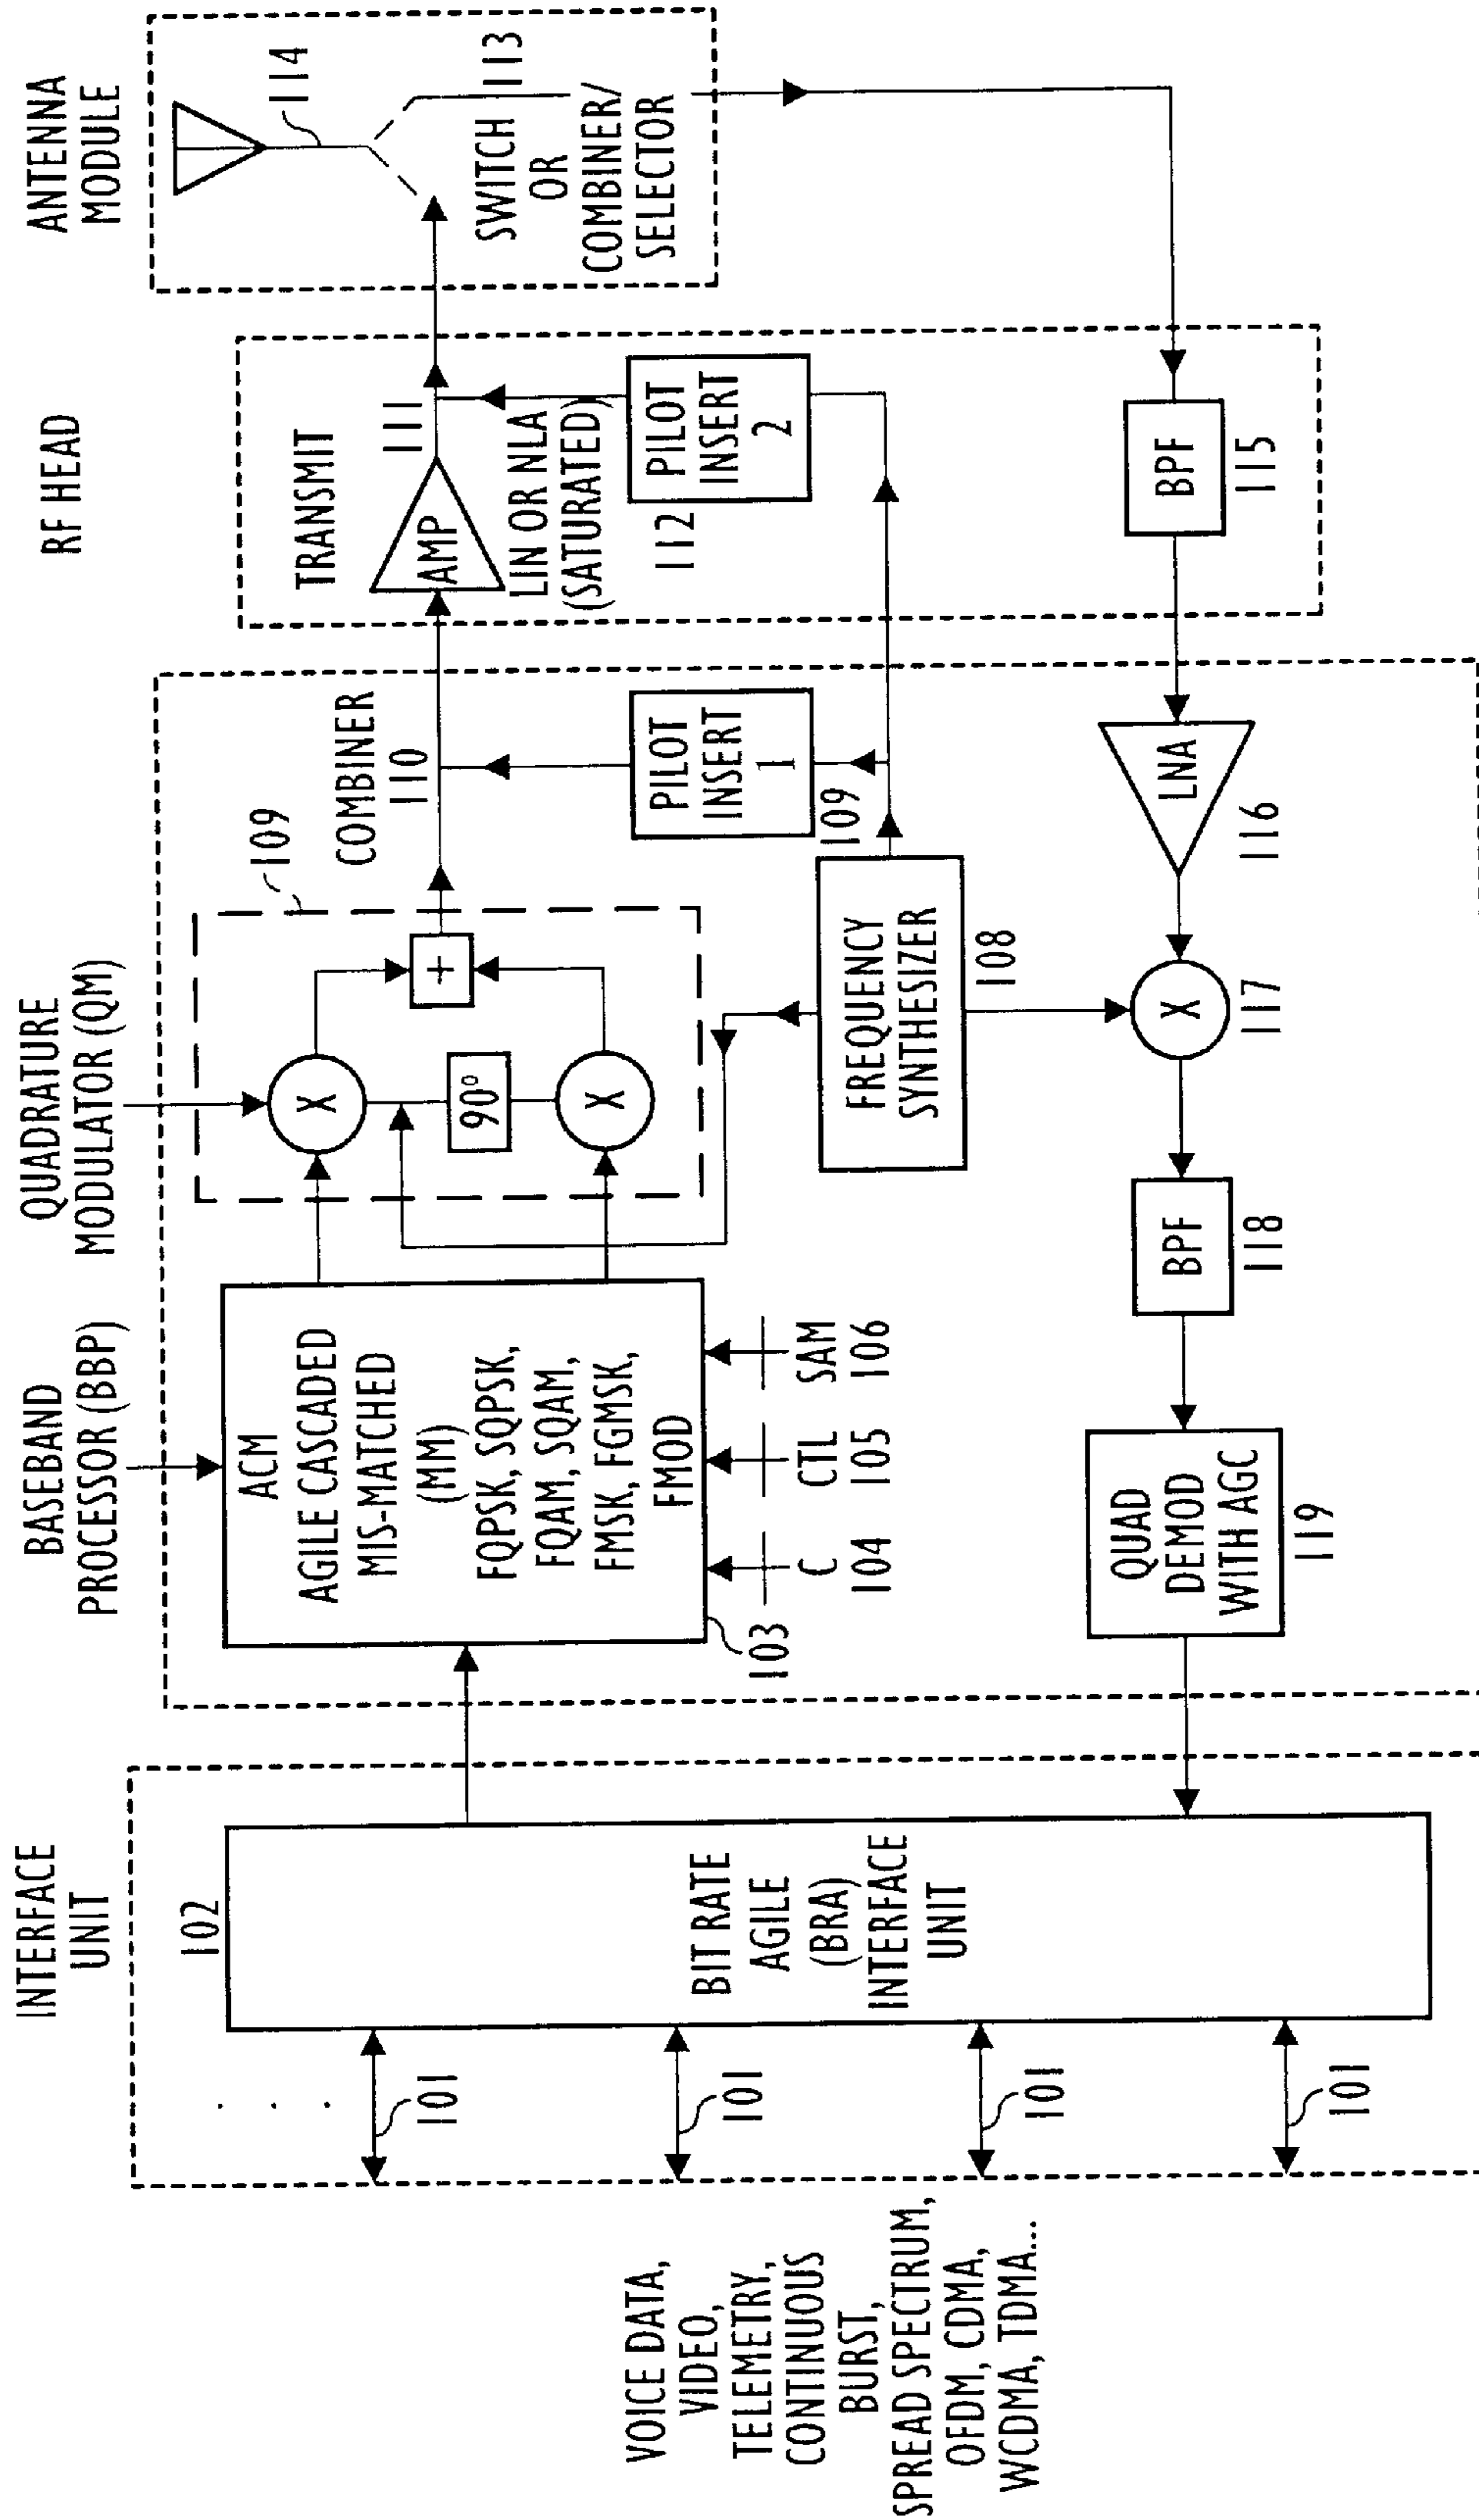 INTERFACE
UNIT
BASEBAND
PROCESSOR (BBP)
QUADRATURE
MODULATOR (QM)
RF HEAD
ANTENNA
MODULE
VOICE DATA,
VIDEO,
TELEMETRY,
CONTINUOUS
BURST,
SPREAD SPECTRUM,
OFDM, CDMA,
WCDMA, TDMA...
101
101
101
101
102
BIT RATE
AGILE
(BRA)
INTERFACE
UNIT
ACM
AGILE CASCADED
MIS-MATCHED
(MM)
FQPSK, SQPSK,
FQAM, SQAM,
FMSK, FGMSK,
FMOD
103
C
104
CTL
105
SAM
106
109
X
90°
X
+
COMBINER
110
PILOT
INSERT
1
109
FREQUENCY
SYNTHESIZER
108
TRANSMIT
AMP
111
LIN OR NLA
(SATURATED)
PILOT
INSERT
2
112
114
113
SWITCH
OR
COMBINER/
SELECTOR
BPF
115
LNA
116
X
117
BPF
118
QUAD
DEMOD
WITH AGC
119